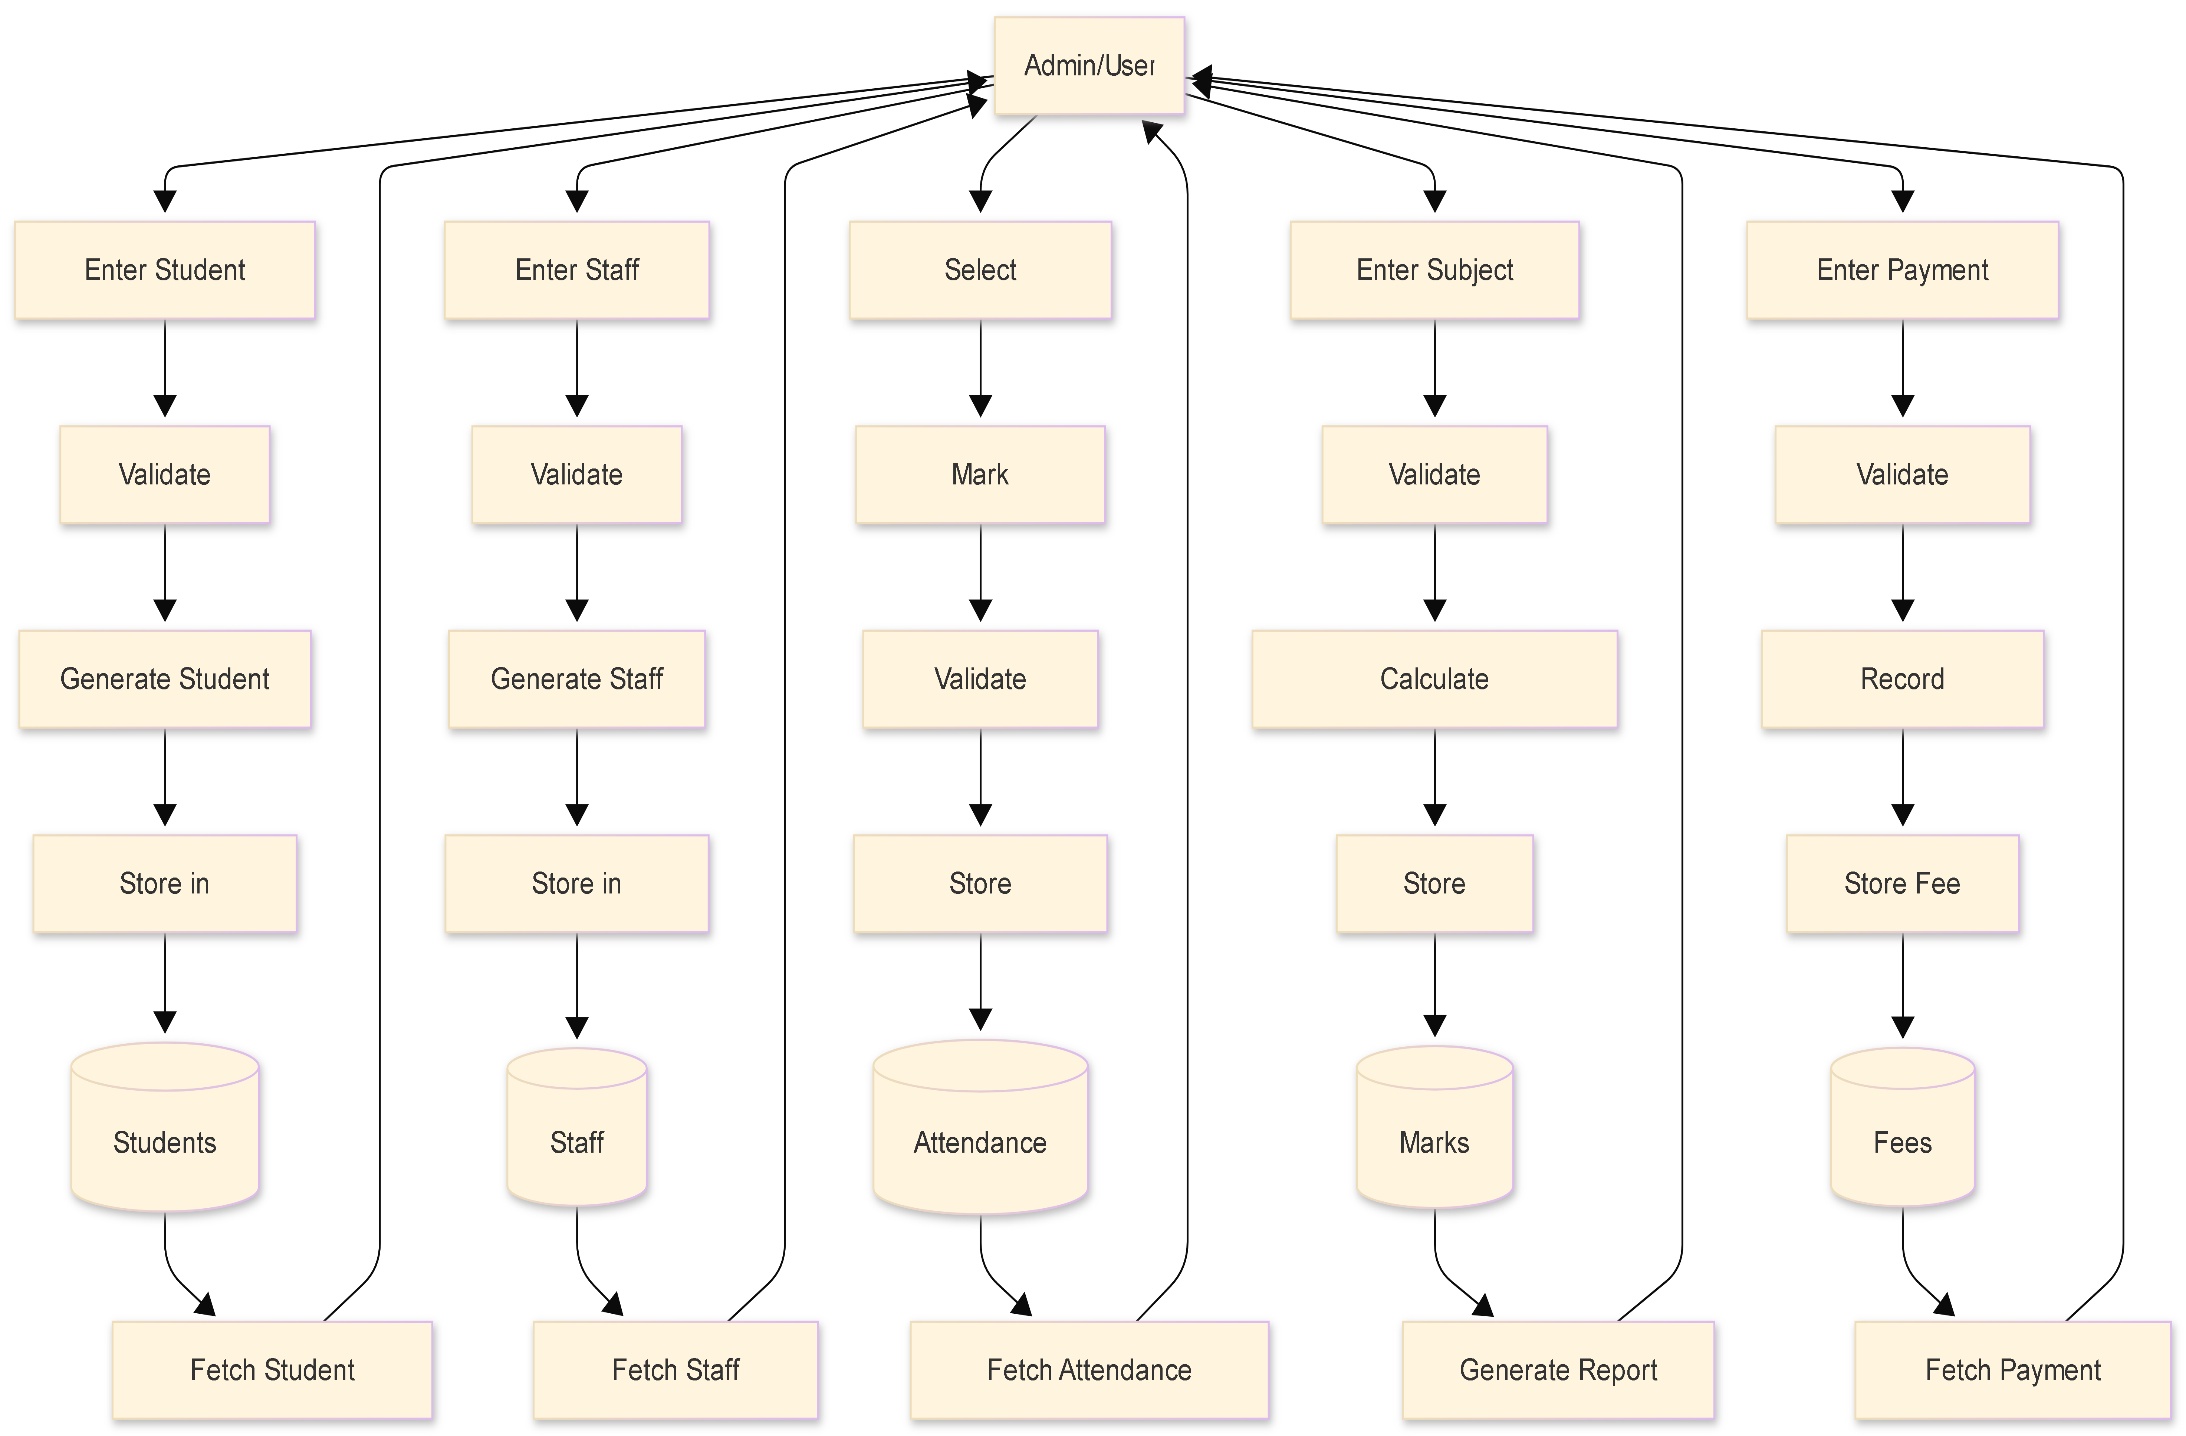 Admin/User
Enter Student
Enter Staff
Select
Enter Subject
Enter Payment
Validate
Validate
Mark
Validate
Validate
Generate Student
Generate Staff
Validate
Calculate
Record
Store in
Store in
Store
Store
Store Fee
Students
Staff
Attendance
Marks
Fees
Fetch Student
Fetch Staff
Fetch Attendance
Generate Report
Fetch Payment